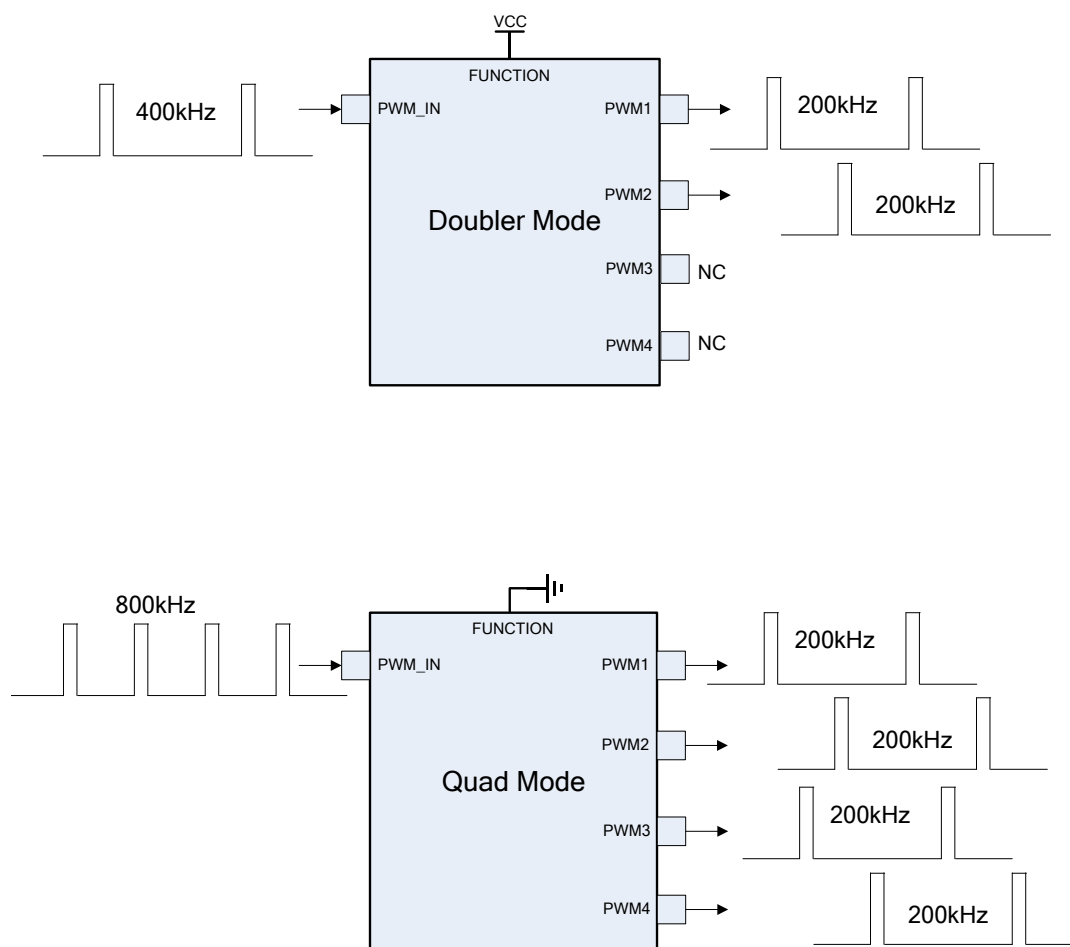 VCC
FUNCTION
400kHz
PWM_IN
PWM1
200kHz
PWM2
200kHz
Doubler Mode
PWM3
NC
PWM4
NC
800kHz
FUNCTION
PWM_IN
PWM1
200kHz
PWM2
200kHz
Quad Mode
PWM3
200kHz
PWM4
200kHz